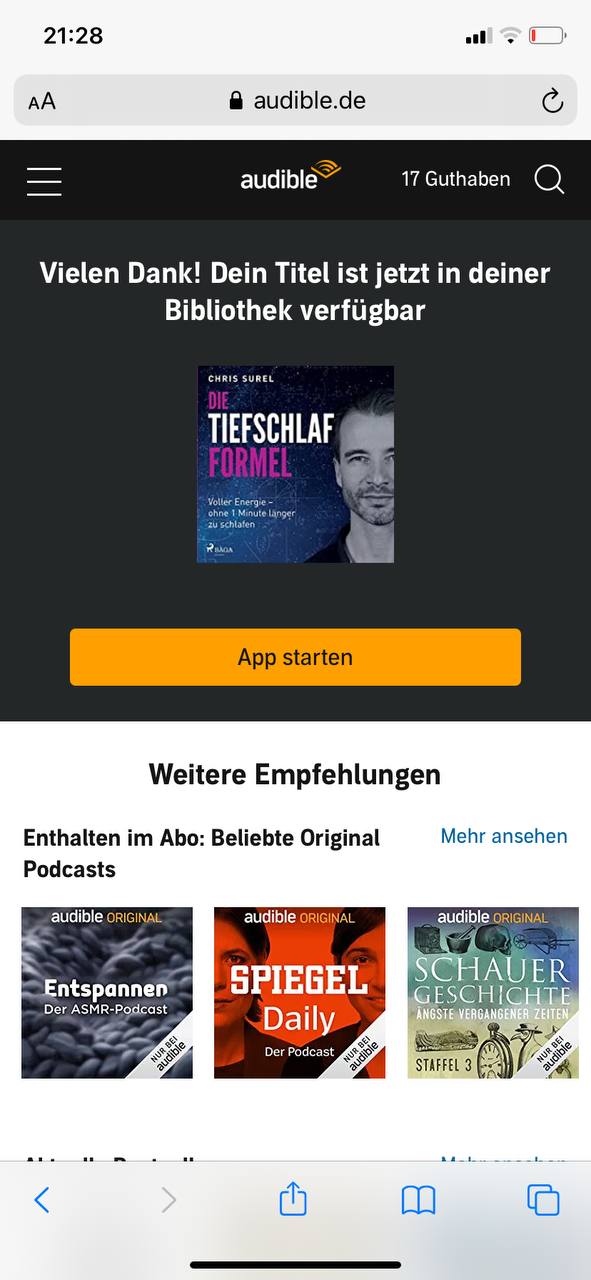 21:28
AA
audible.de
audible
17 Guthaben
Vielen Dank! Dein Titel ist jetzt in deiner
Bibliothek verfügbar
CHRIS SUREL
DIE
TIEFSCHLAF
FORMEL
Voller Energie –
ohne 1 Minute länger
zu schlafen
SAGA
App starten
Weitere Empfehlungen
Enthalten im Abo: Beliebte Original
Podcasts
Mehr ansehen
audible ORIGINAL
Entspannen
Der ASMR-Podcast
NUR BEI
audible
audible ORIGINAL
SPIEGEL
Daily
Der Podcast
NUR BEI
audible
audible ORIGINAL
SCHAUER
GESCHICHTE
ÄNGSTE VERGANGENER ZEITEN
STAFFEL 3
NUR BEI
audible